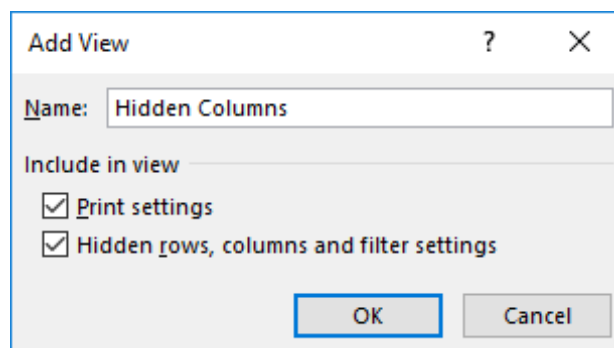 Add View ? ×
Name: Hidden Columns
Include in view
Print settings
Hidden rows, columns and filter settings
OK Cancel